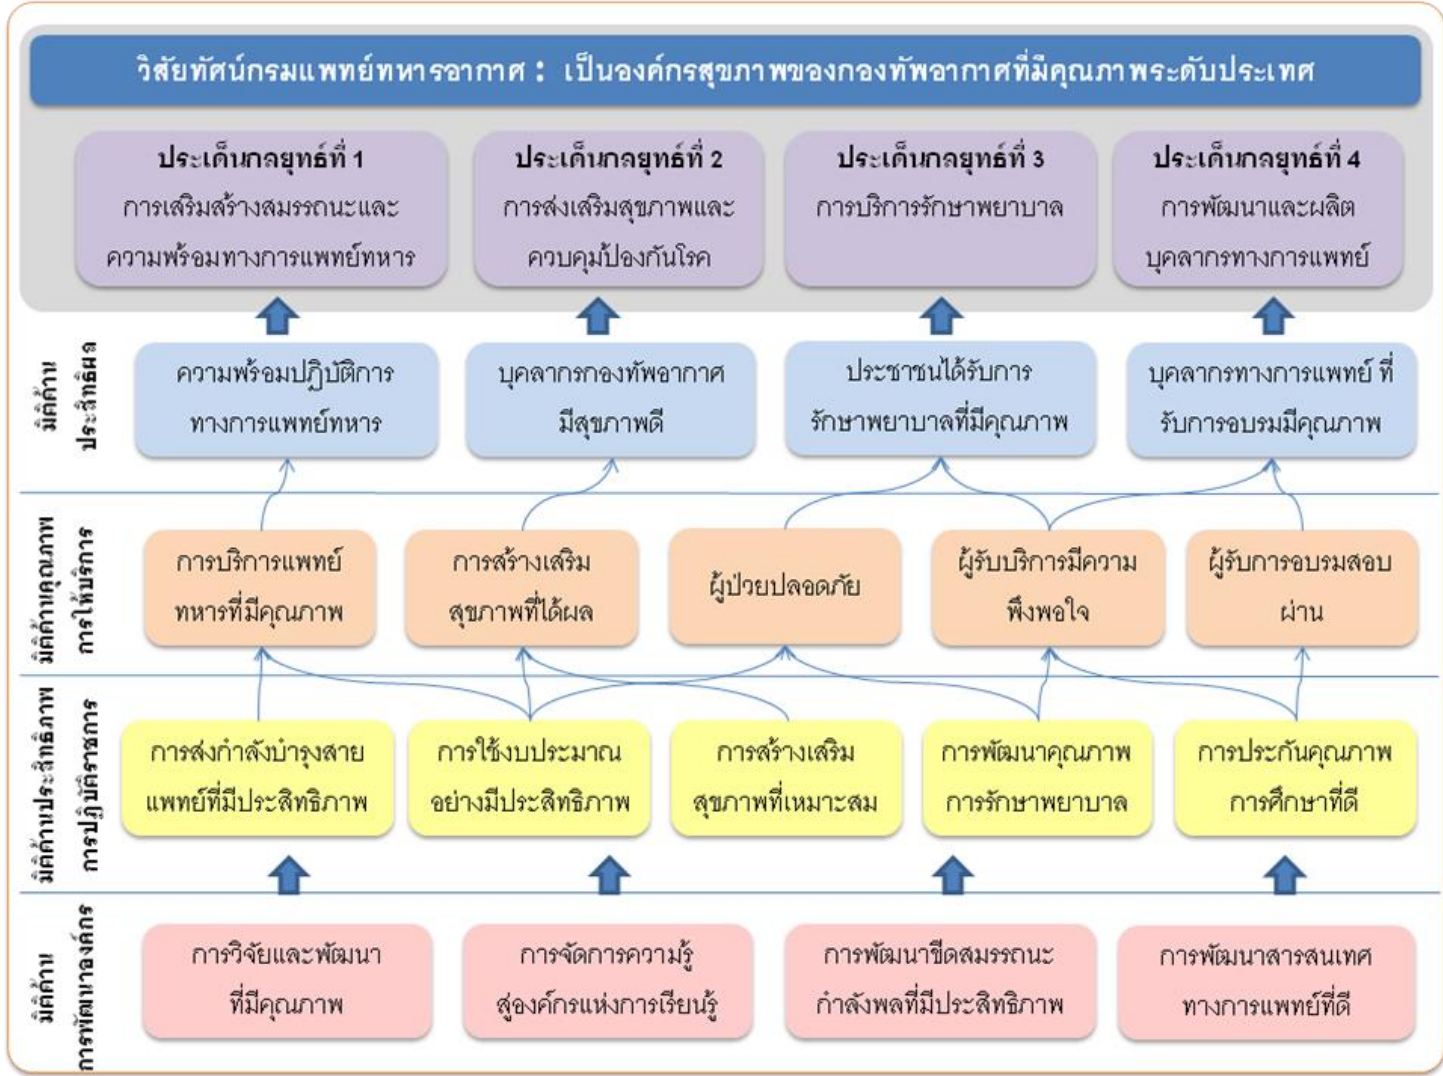 วิสัยทัศน์กรมแพทย์ทหารอากาศ : เป็นองค์กรสุขภาพของกองทัพอากาศที่มีคุณภาพระดับประเทศ
ประเด็นกลยุทธ์ที่ 1
การเสริมสร้างสมรรถนะและ
ความพร้อมทางการแพทย์ทหาร
ประเด็นกลยุทธ์ที่ 2
การส่งเสริมสุขภาพและ
ควบคุมป้องกันโรค
ประเด็นกลยุทธ์ที่ 3
การบริการรักษาพยาบาล
ประเด็นกลยุทธ์ที่ 4
การพัฒนาและผลิต
บุคลากรทางการแพทย์
มิติด้าน
ประสิทธิผล
ความพร้อมปฏิบัติการ
ทางการแพทย์ทหาร
บุคลากรกองทัพอากาศ
มีสุขภาพดี
ประชาชนได้รับการ
รักษาพยาบาลที่มีคุณภาพ
บุคลากรทางการแพทย์ ที่
รับการอบรมมีคุณภาพ
มิติด้านคุณภาพ
การให้บริการ
การบริการแพทย์
ทหารที่มีคุณภาพ
การสร้างเสริม
สุขภาพที่ได้ผล
ผู้ป่วยปลอดภัย
ผู้รับบริการมีความ
พึงพอใจ
ผู้รับการอบรมสอบ
ผ่าน
มิติด้านประสิทธิภาพ
การปฏิบัติราชการ
การส่งกำลังบำรุงสาย
แพทย์ที่มีประสิทธิภาพ
การใช้งบประมาณ
อย่างมีประสิทธิภาพ
การสร้างเสริม
สุขภาพที่เหมาะสม
การพัฒนาคุณภาพ
การรักษาพยาบาล
การประกันคุณภาพ
การศึกษาที่ดี
มิติด้าน
การพัฒนาองค์กร
การวิจัยและพัฒนา
ที่มีคุณภาพ
การจัดการความรู้
สู่องค์กรแห่งการเรียนรู้
การพัฒนาขีดสมรรถนะ
กำลังพลที่มีประสิทธิภาพ
การพัฒนาสารสนเทศ
ทางการแพทย์ที่ดี